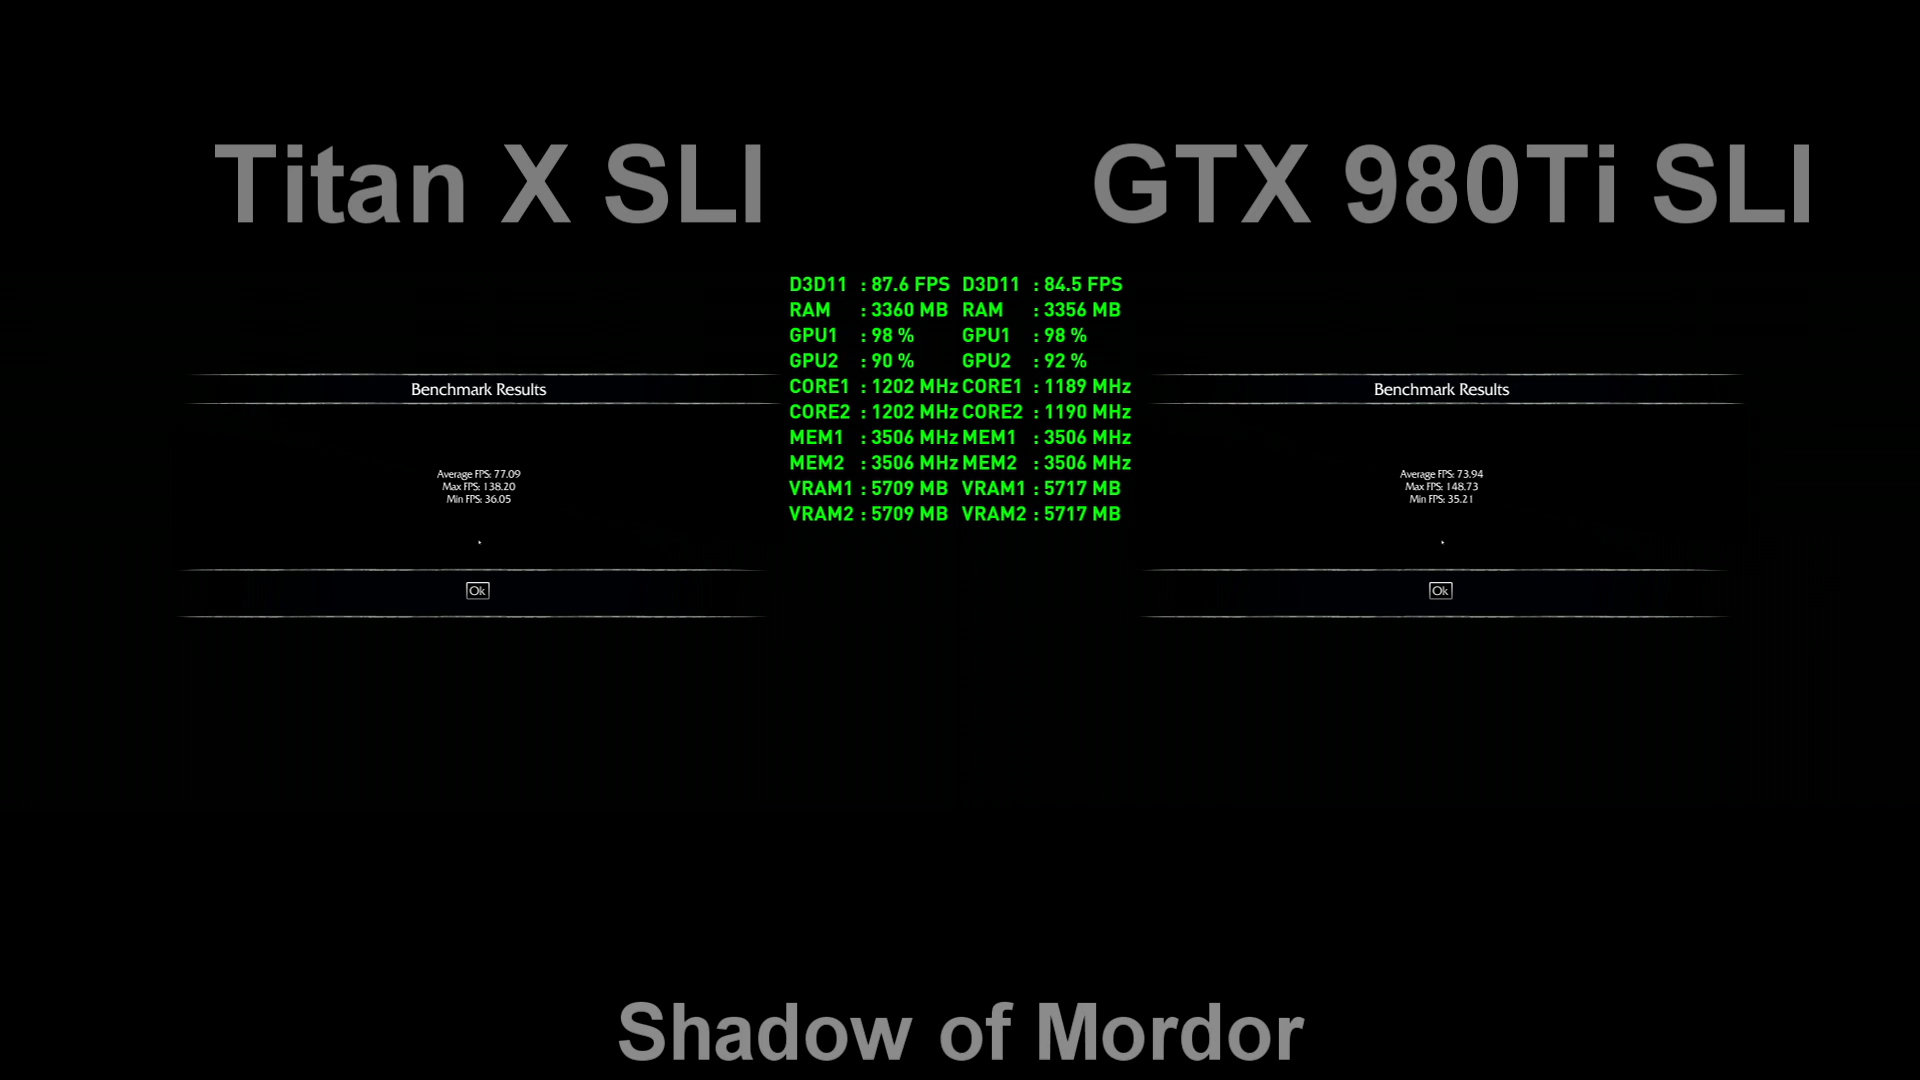 Titan X SLI
GTX 980Ti SLI
D3D11 : 87.6 FPS D3D11 : 84.5 FPS
RAM : 3360 MB RAM : 3356 MB
GPU1 : 98 % GPU1 : 98 %
GPU2 : 90 % GPU2 : 92 %
CORE1 : 1202 MHz CORE1 : 1189 MHz
CORE2 : 1202 MHz CORE2 : 1190 MHz
MEM1 : 3506 MHz MEM1 : 3506 MHz
MEM2 : 3506 MHz MEM2 : 3506 MHz
VRAM1 : 5709 MB VRAM1 : 5717 MB
VRAM2 : 5709 MB VRAM2 : 5717 MB
Benchmark Results
Average FPS: 77.09
Max FPS: 138.20
Min FPS: 36.05
Ok
Benchmark Results
Average FPS: 73.94
Max FPS: 148.73
Min FPS: 35.21
Ok
Shadow of Mordor